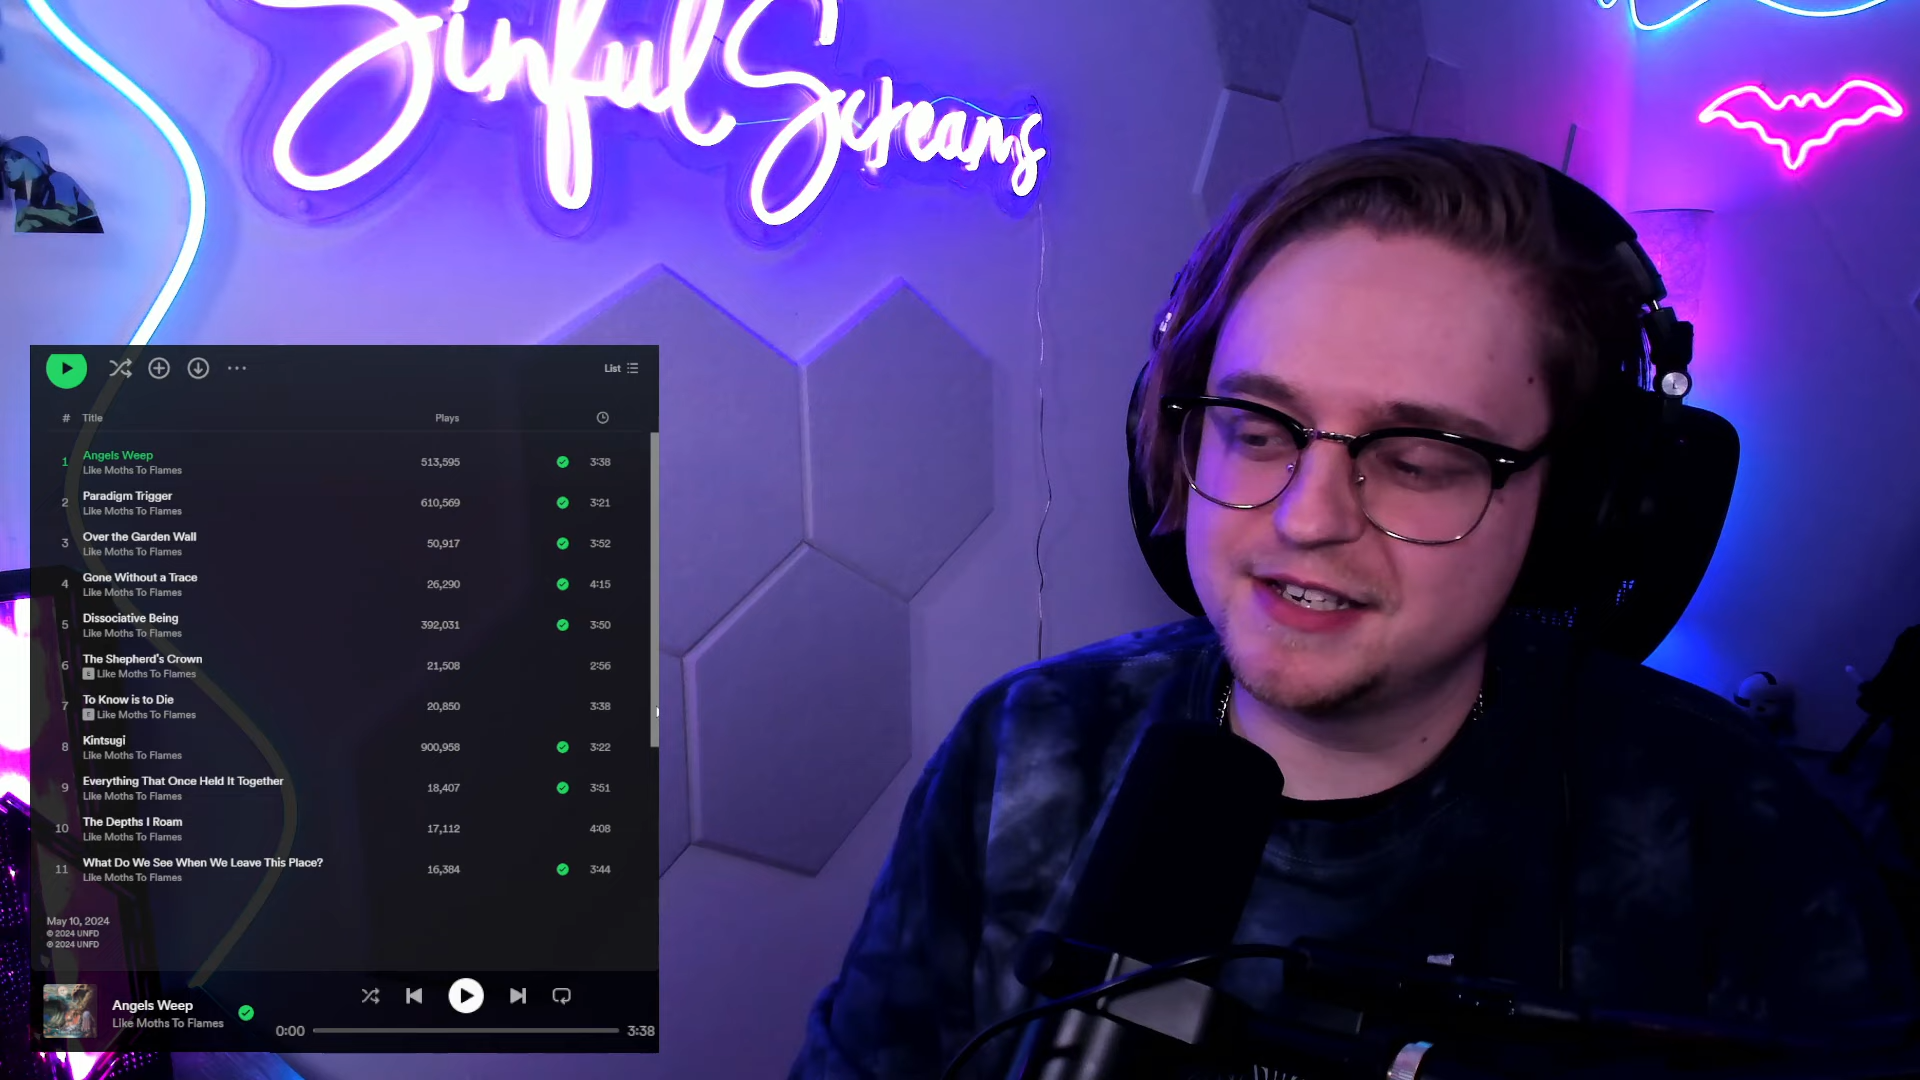 Sinful Screams
List
# Title Plays
1 Angels Weep 513,595 3:38
Like Moths To Flames
2 Paradigm Trigger 610,569 3:21
Like Moths To Flames
3 Over the Garden Wall 50,917 3:52
Like Moths To Flames
4 Gone Without a Trace 26,290 4:15
Like Moths To Flames
5 Dissociative Being 392,031 3:50
Like Moths To Flames
6 The Shepherd's Crown 21,508 2:56
E Like Moths To Flames
7 To Know is to Die 20,850 3:38
E Like Moths To Flames
8 Kintsugi 900,958 3:22
Like Moths To Flames
9 Everything That Once Held It Together 18,407 3:51
Like Moths To Flames
10 The Depths I Roam 17,112 4:08
Like Moths To Flames
11 What Do We See When We Leave This Place? 16,384 3:44
Like Moths To Flames
May 10, 2024
© 2024 UNFD
℗ 2024 UNFD
Angels Weep
Like Moths To Flames
0:00 3:38